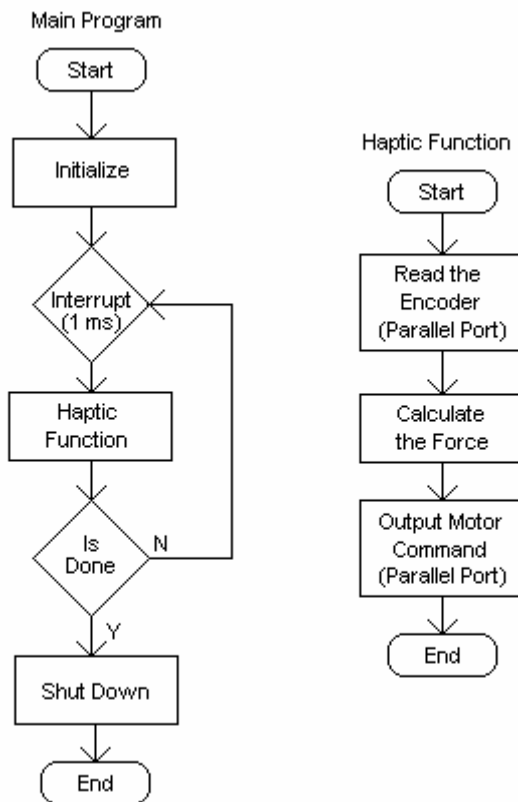 Main Program
Start
Initialize
Interrupt
(1 ms)
Haptic
Function
Is
Done
N
Y
Shut Down
End
Haptic Function
Start
Read the
Encoder
(Parallel Port)
Calculate
the Force
Output Motor
Command
(Parallel Port)
End